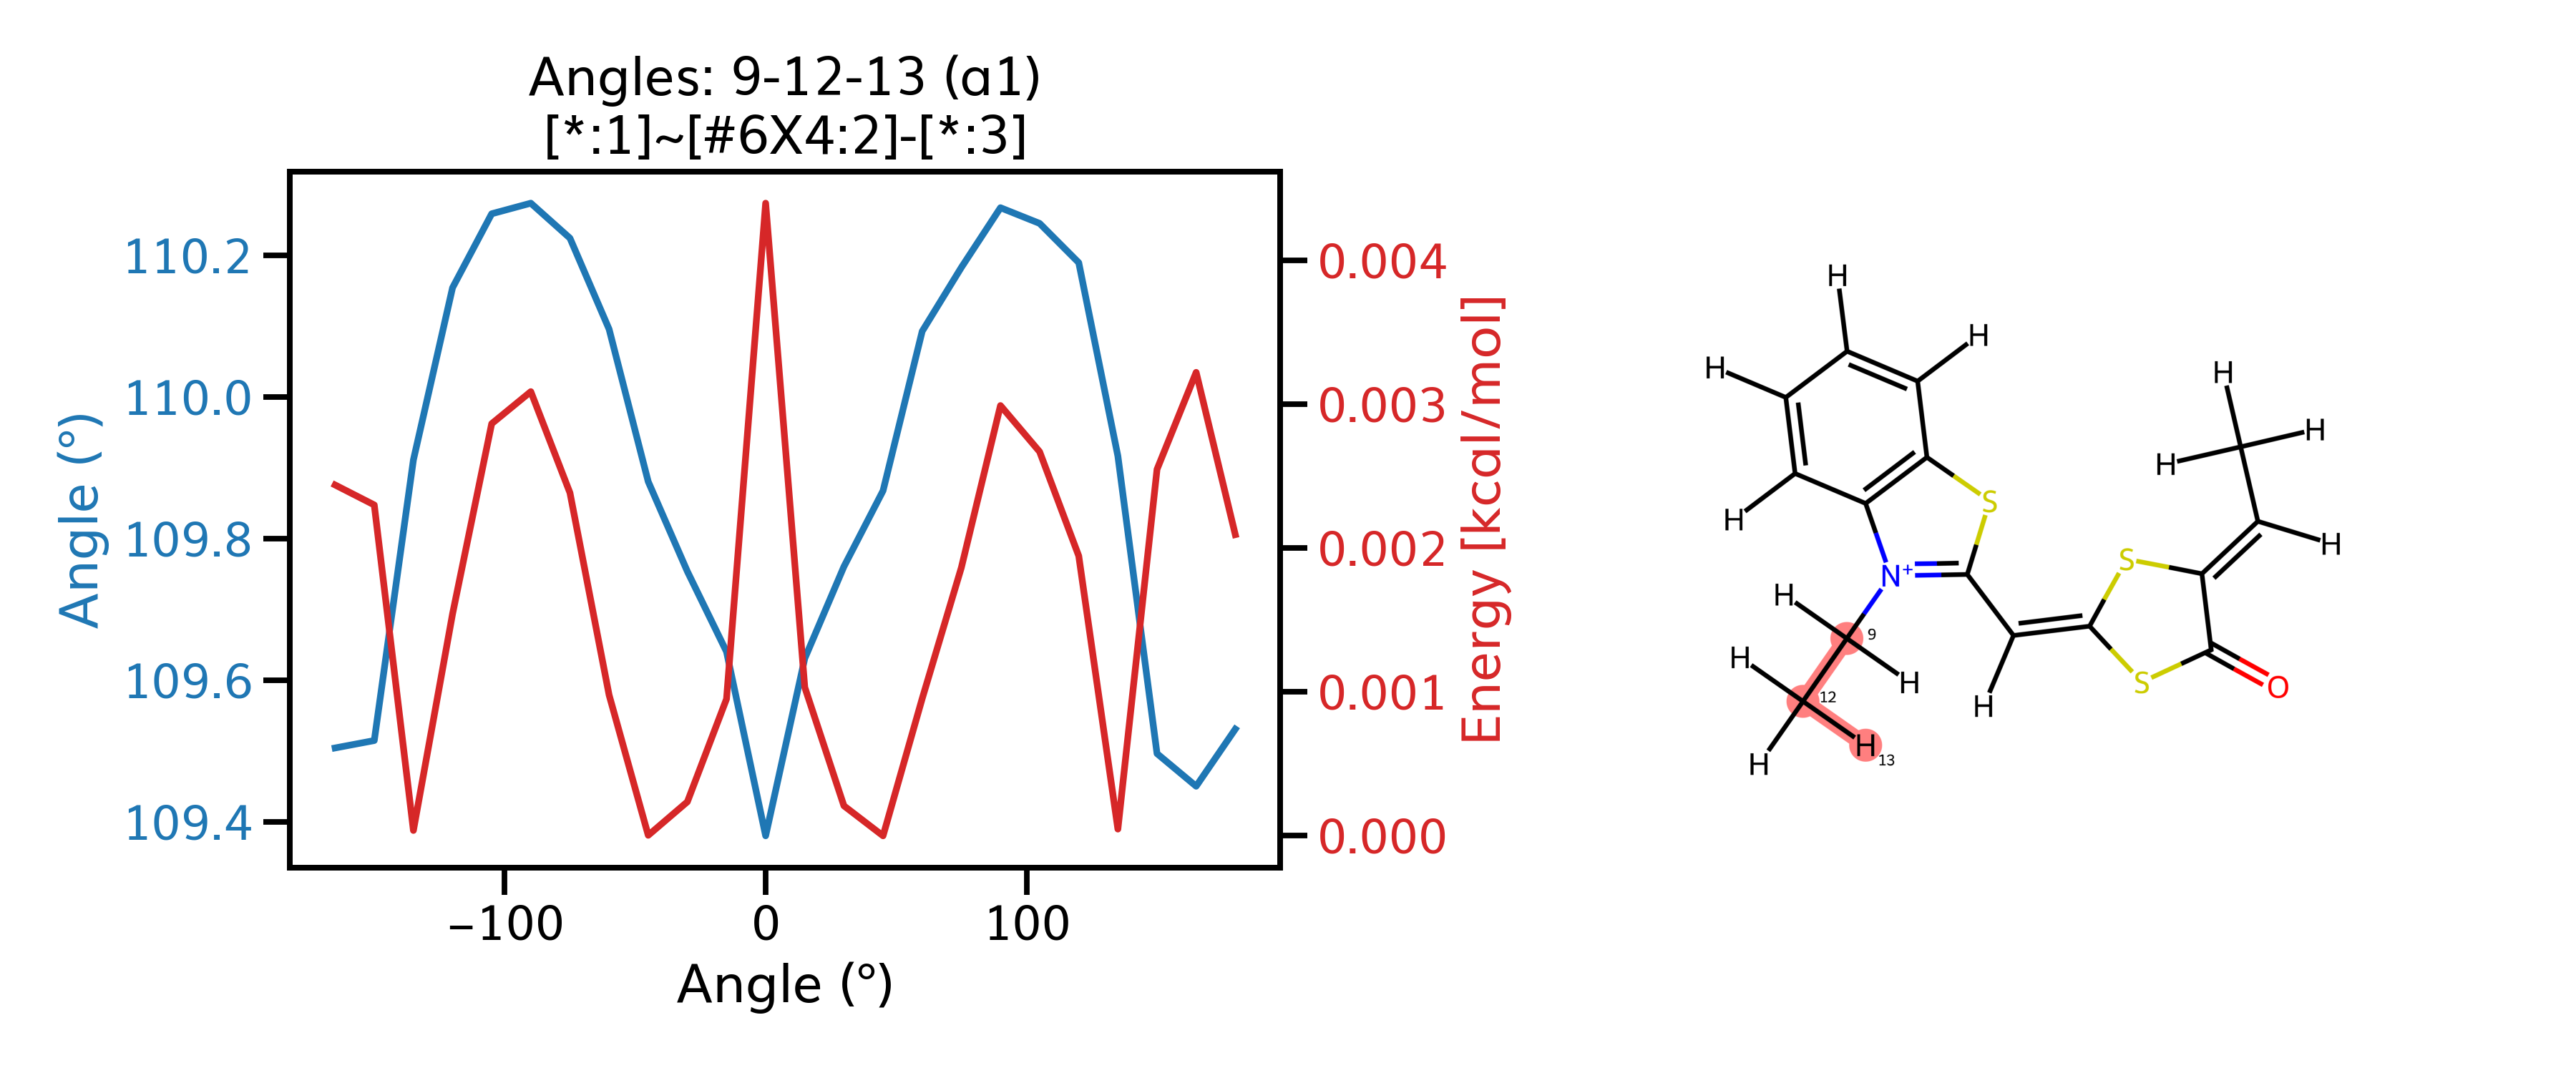 Angles: 9-12-13 (a1)
[*:1]~[#6X4:2]-[*:3]
Angle (°)
110.2
110.0
109.8
109.6
109.4
−100
0
100
Angle (°)
0.004
0.003
0.002
0.001
0.000
Energy [kcal/mol]
H
H
H
H
H
H
H
S
H
S
N+
H
9
H
H
12
S
O
H
H
13
H